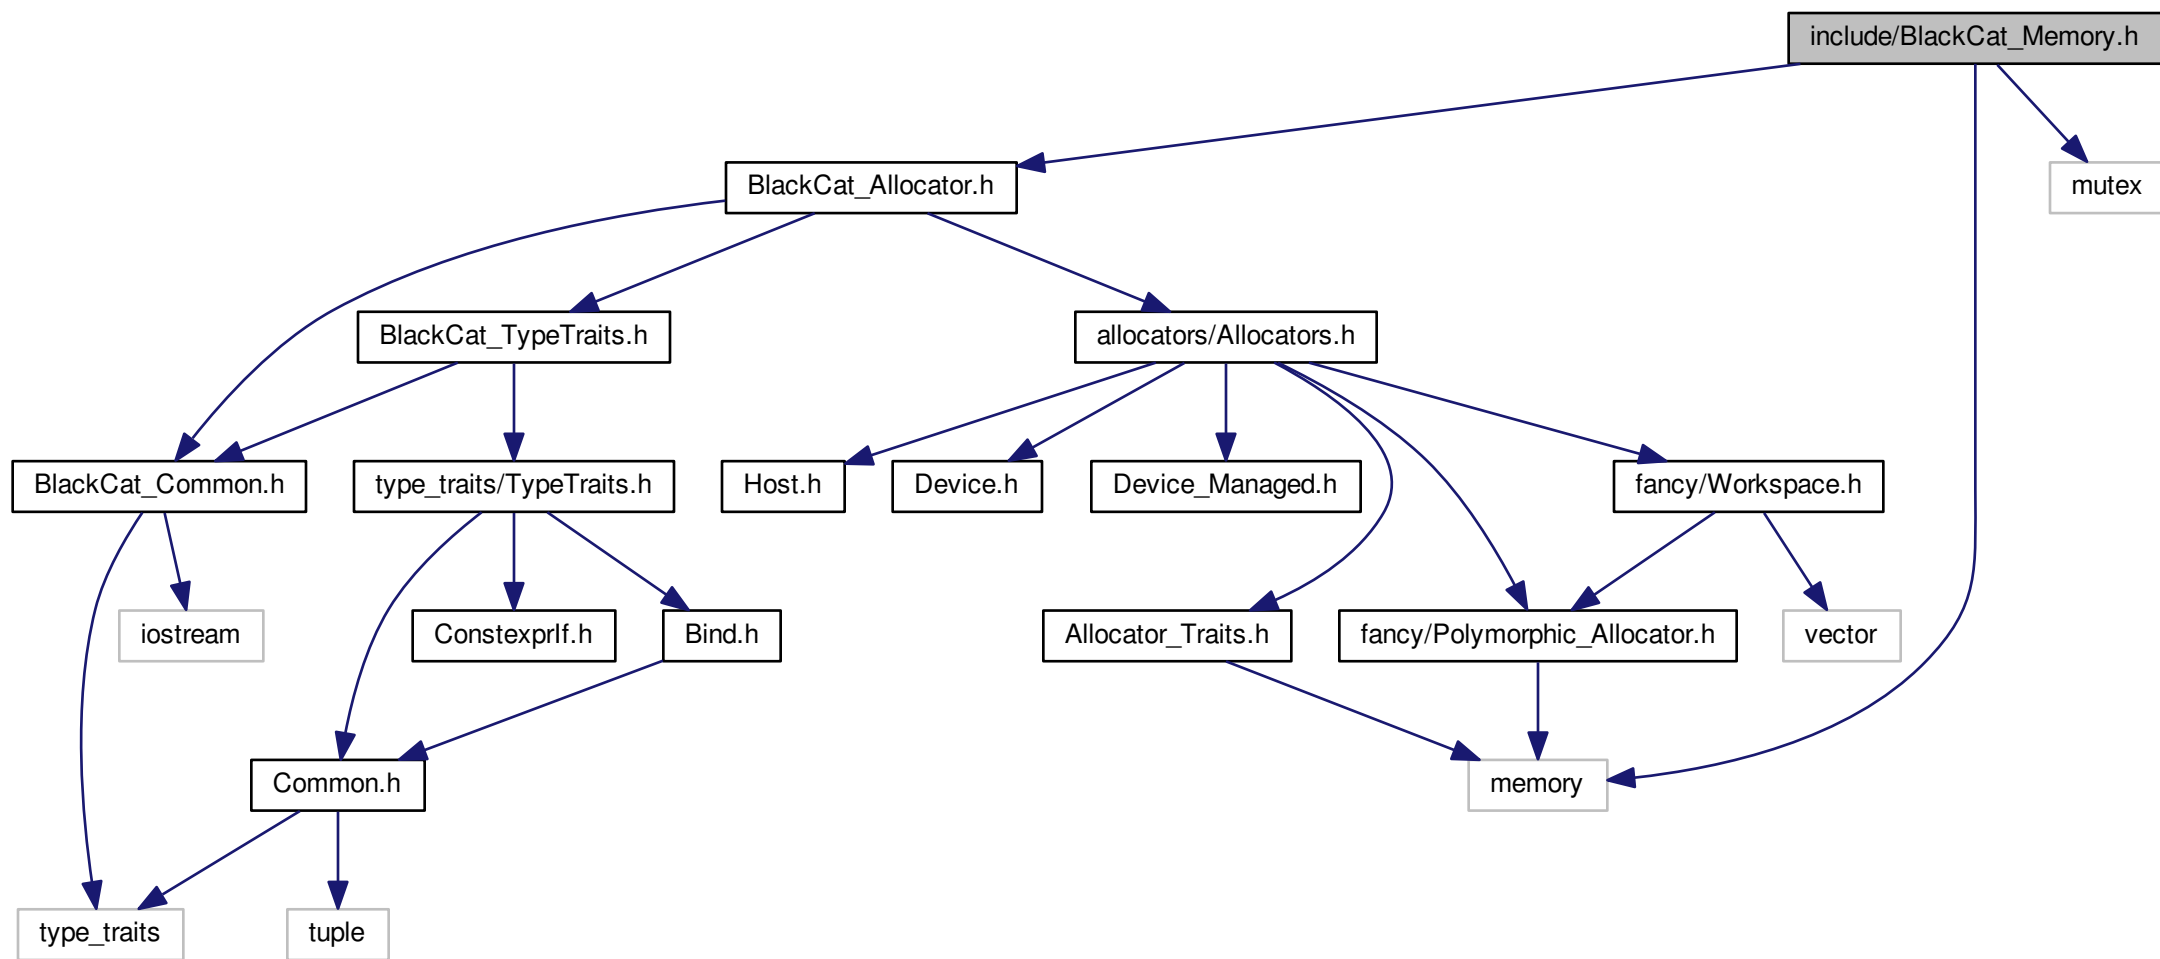 include/BlackCat_Memory.h
BlackCat_Allocator.h
mutex
BlackCat_TypeTraits.h
allocators/Allocators.h
BlackCat_Common.h
type_traits/TypeTraits.h
Host.h
Device.h
Device_Managed.h
fancy/Workspace.h
iostream
ConstexprIf.h
Bind.h
Allocator_Traits.h
fancy/Polymorphic_Allocator.h
vector
Common.h
memory
type_traits
tuple